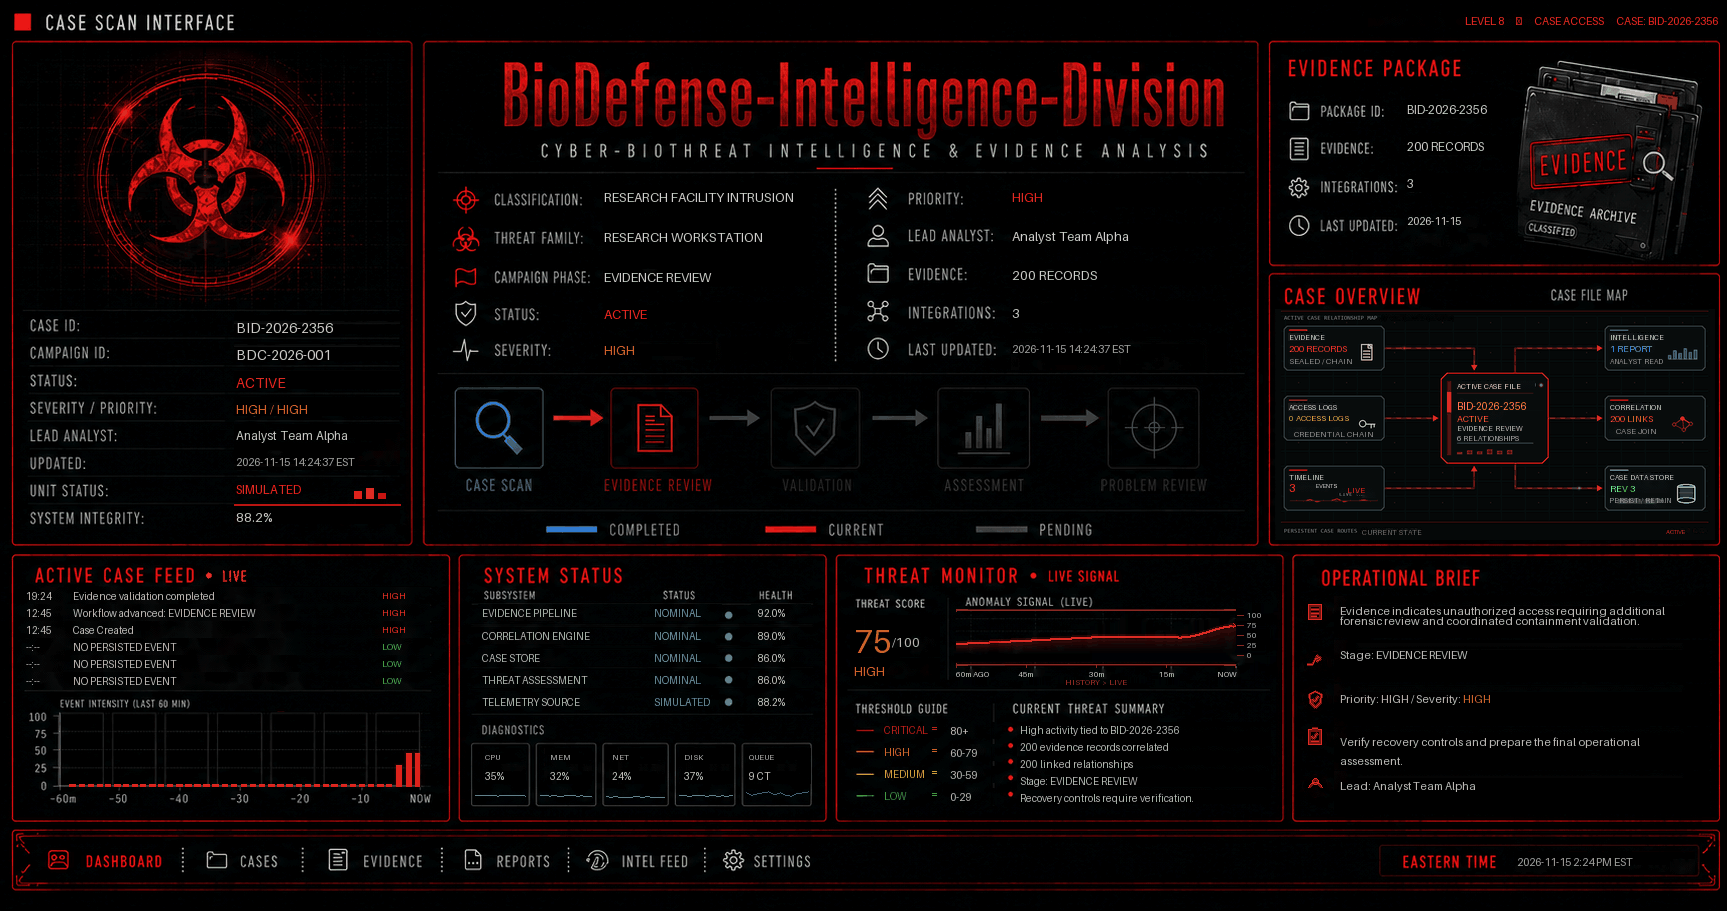 CASE SCAN INTERFACE
LEVEL 8 CASE ACCESS CASE: BID-2026-2356
CASE ID: BID-2026-2356
CAMPAIGN ID: BDC-2026-001
STATUS: ACTIVE
SEVERITY / PRIORITY: HIGH / HIGH
LEAD ANALYST: Analyst Team Alpha
UPDATED: 2026-11-15 14:24:37 EST
UNIT STATUS: SIMULATED
SYSTEM INTEGRITY: 88.2%
BioDefense-Intelligence-Division
CYBER-BIOTHREAT INTELLIGENCE & EVIDENCE ANALYSIS
CLASSIFICATION: RESEARCH FACILITY INTRUSION
THREAT FAMILY: RESEARCH WORKSTATION
CAMPAIGN PHASE: EVIDENCE REVIEW
STATUS: ACTIVE
SEVERITY: HIGH
PRIORITY: HIGH
LEAD ANALYST: Analyst Team Alpha
EVIDENCE: 200 RECORDS
INTEGRATIONS: 3
LAST UPDATED: 2026-11-15 14:24:37 EST
CASE SCAN
EVIDENCE REVIEW
VALIDATION
ASSESSMENT
PROBLEM REVIEW
COMPLETED
CURRENT
PENDING
EVIDENCE PACKAGE
PACKAGE ID: BID-2026-2356
EVIDENCE: 200 RECORDS
INTEGRATIONS: 3
LAST UPDATED: 2026-11-15
EVIDENCE
EVIDENCE ARCHIVE
CLASSIFIED
CASE OVERVIEW
CASE FILE MAP
ACTIVE CASE RELATIONSHIP MAP
EVIDENCE
200 RECORDS
SEALED / CHAIN
ACCESS LOGS
0 ACCESS LOGS
CREDENTIAL CHAIN
TIMELINE
3
EVENTS
LIVE
ACTIVE CASE FILE
BID-2026-2356
ACTIVE
EVIDENCE REVIEW
6 RELATIONSHIPS
INTELLIGENCE
1 REPORT
ANALYST READ
CORRELATION
200 LINKS
CASE JOIN
CASE DATASTORE
REV 3
PERSISTENT CASE ROUTES CURRENT STATE
ACTIVE
ACTIVE CASE FEED • LIVE
19:24 Evidence validation completed HIGH
12:45 Workflow advanced: EVIDENCE REVIEW HIGH
12:45 Case Created HIGH
--:-- NO PERSISTED EVENT LOW
--:-- NO PERSISTED EVENT LOW
--:-- NO PERSISTED EVENT LOW
EVENT INTENSITY (LAST 60 MIN)
100
75
50
25
0
-60m -50 -40 -30 -20 -10 NOW
SYSTEM STATUS
SUBSYSTEM STATUS HEALTH
EVIDENCE PIPELINE NOMINAL 92.0%
CORRELATION ENGINE NOMINAL 89.0%
CASE STORE NOMINAL 86.0%
THREAT ASSESSMENT NOMINAL 86.0%
TELEMETRY SOURCE SIMULATED 88.2%
DIAGNOSTICS
CPU MEM NET DISK QUEUE
35% 32% 24% 37% 9 CT
THREAT MONITOR • LIVE SIGNAL
THREAT SCORE
75/100
HIGH
ANOMALY SIGNAL (LIVE)
100
75
50
25
0
60m AGO 45m 30m 15m NOW
HISTORY > LIVE
THRESHOLD GUIDE
CRITICAL = 80+
HIGH = 60-79
MEDIUM = 30-59
LOW = 0-29
CURRENT THREAT SUMMARY
High activity tied to BID-2026-2356
200 evidence records correlated
200 linked relationships
Stage: EVIDENCE REVIEW
Recovery controls require verification.
OPERATIONAL BRIEF
Evidence indicates unauthorized access requiring additional
forensic review and coordinated containment validation.
Stage: EVIDENCE REVIEW
Priority: HIGH / Severity: HIGH
Verify recovery controls and prepare the final operational
assessment.
Lead: Analyst Team Alpha
DASHBOARD
CASES
EVIDENCE
REPORTS
INTEL FEED
SETTINGS
EASTERN TIME 2026-11-15 2:24 PM EST